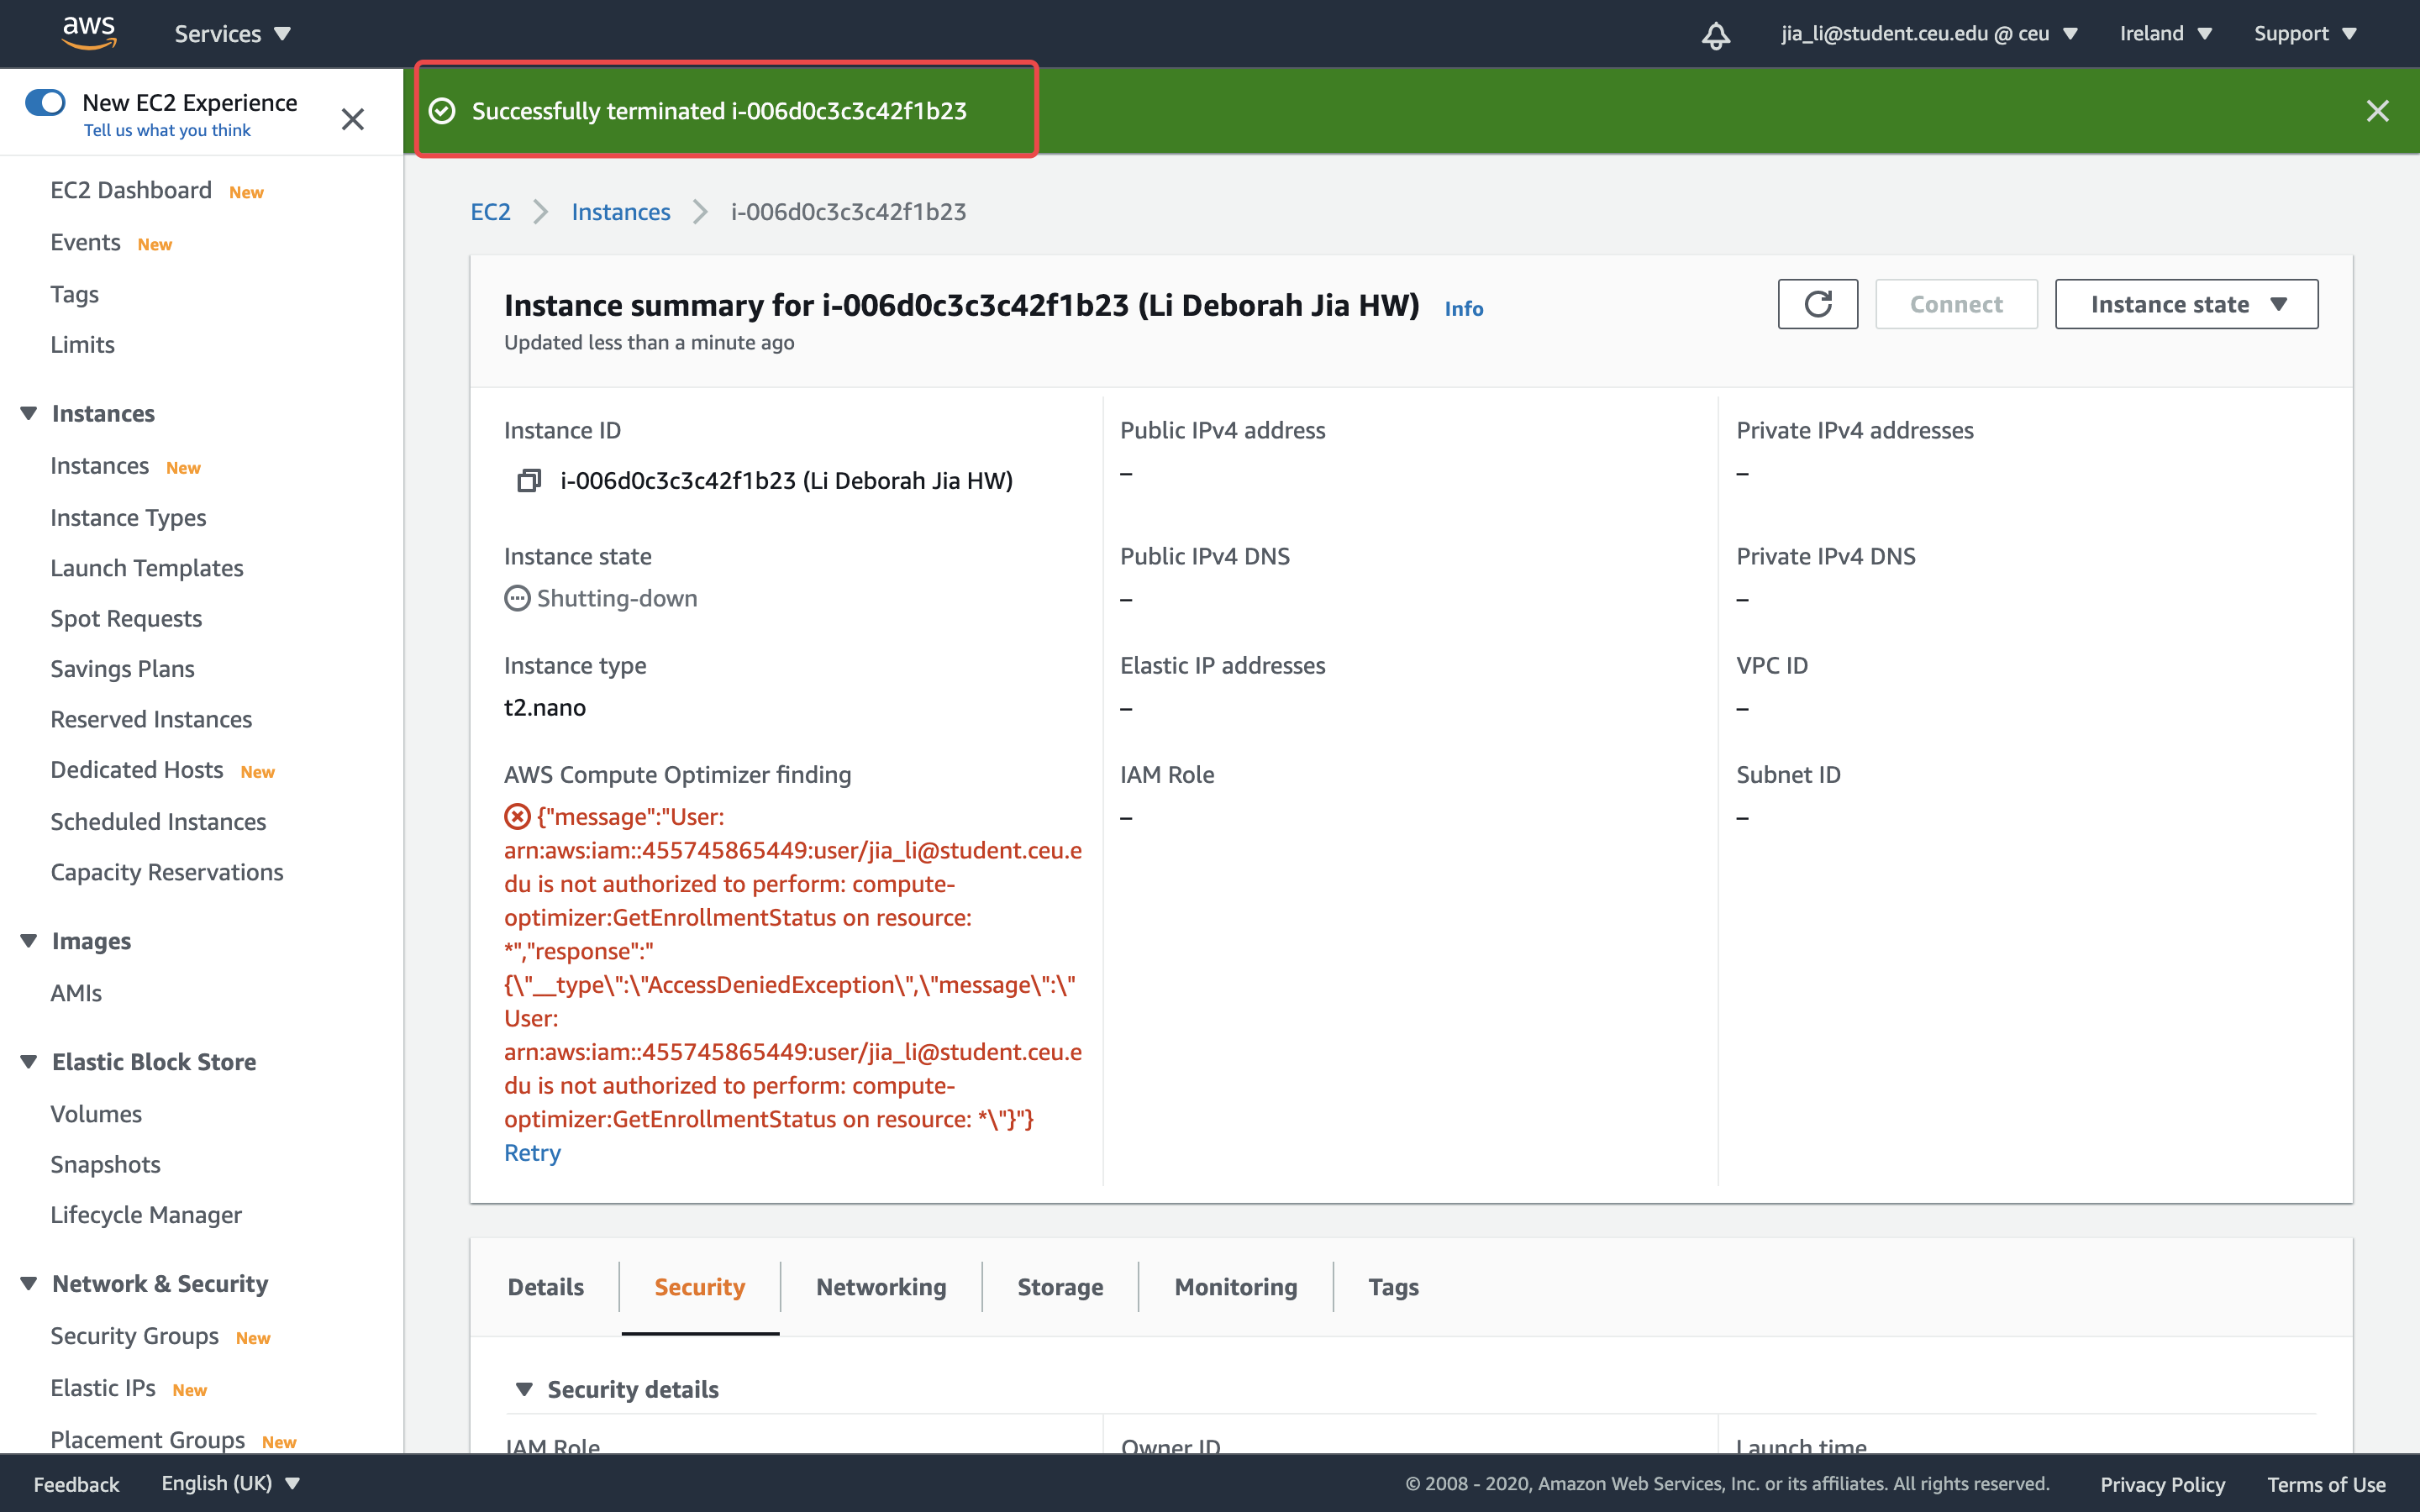 aws
Services
jia_li@student.ceu.edu @ ceu
Ireland
Support
New EC2 Experience
Tell us what you think
Successfully terminated i-006d0c3c3c42f1b23
EC2 Dashboard New
Events New
Tags
Limits
Instances
Instances New
Instance Types
Launch Templates
Spot Requests
Savings Plans
Reserved Instances
Dedicated Hosts New
Scheduled Instances
Capacity Reservations
Images
AMIs
Elastic Block Store
Volumes
Snapshots
Lifecycle Manager
Network & Security
Security Groups New
Elastic IPs New
Placement Groups New
EC2 > Instances > i-006d0c3c3c42f1b23
Instance summary for i-006d0c3c3c42f1b23 (Li Deborah Jia HW) Info
Updated less than a minute ago
Connect
Instance state
Instance ID
i-006d0c3c3c42f1b23 (Li Deborah Jia HW)
Instance state
Shutting-down
Instance type
t2.nano
AWS Compute Optimizer finding
{"message":"User:
arn:aws:iam::455745865449:user/jia_li@student.ceu.e
du is not authorized to perform: compute-
optimizer:GetEnrollmentStatus on resource:
*","response":"
{\"__type\":\"AccessDeniedException\",\"message\":\"
User:
arn:aws:iam::455745865449:user/jia_li@student.ceu.e
du is not authorized to perform: compute-
optimizer:GetEnrollmentStatus on resource: *\"}"}
Retry
Public IPv4 address
–
Public IPv4 DNS
–
Elastic IP addresses
–
IAM Role
–
Private IPv4 addresses
–
Private IPv4 DNS
–
VPC ID
–
Subnet ID
–
Details
Security
Networking
Storage
Monitoring
Tags
Security details
IAM Role
Owner ID
Launch time
Feedback
English (UK)
© 2008 - 2020, Amazon Web Services, Inc. or its affiliates. All rights reserved.
Privacy Policy
Terms of Use